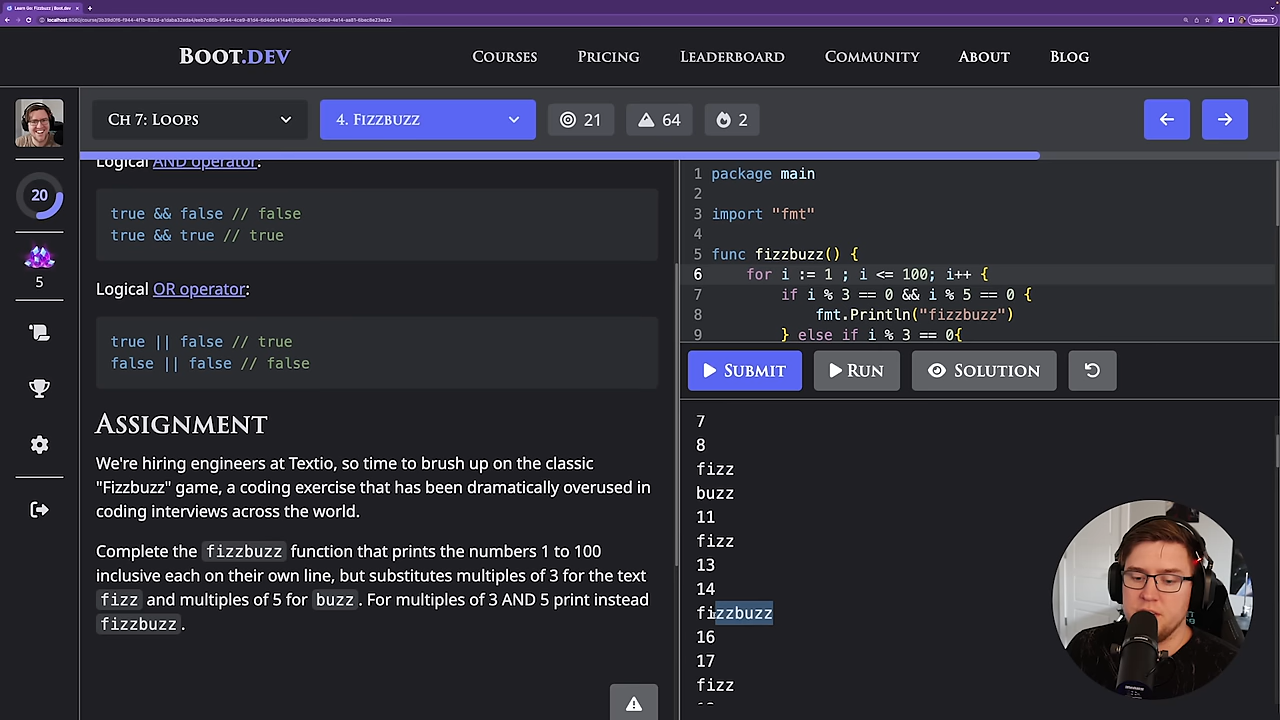 Learn Go: Fizzbuzz | Boot.dev
Update
BOOT.DEV
COURSES
PRICING
LEADERBOARD
COMMUNITY
ABOUT
BLOG
CH 7: LOOPS
4. FIZZBUZZ
21
64
2
20
5
Logical AND operator:
true && false // false
true && true // true
Logical OR operator:
true || false // true
false || false // false
ASSIGNMENT
We're hiring engineers at Textio, so time to brush up on the classic
"Fizzbuzz" game, a coding exercise that has been dramatically overused in
coding interviews across the world.
Complete the fizzbuzz function that prints the numbers 1 to 100
inclusive each on their own line, but substitutes multiples of 3 for the text
fizz and multiples of 5 for buzz. For multiples of 3 AND 5 print instead
fizzbuzz.
1 package main
2
3 import "fmt"
4
5 func fizzbuzz() {
6 for i := 1 ; i <= 100; i++ {
7 if i % 3 == 0 && i % 5 == 0 {
8 fmt.Println("fizzbuzz")
9 } else if i % 3 == 0{
SUBMIT
RUN
SOLUTION
7
8
fizz
buzz
11
fizz
13
14
fizzbuzz
16
17
fizz